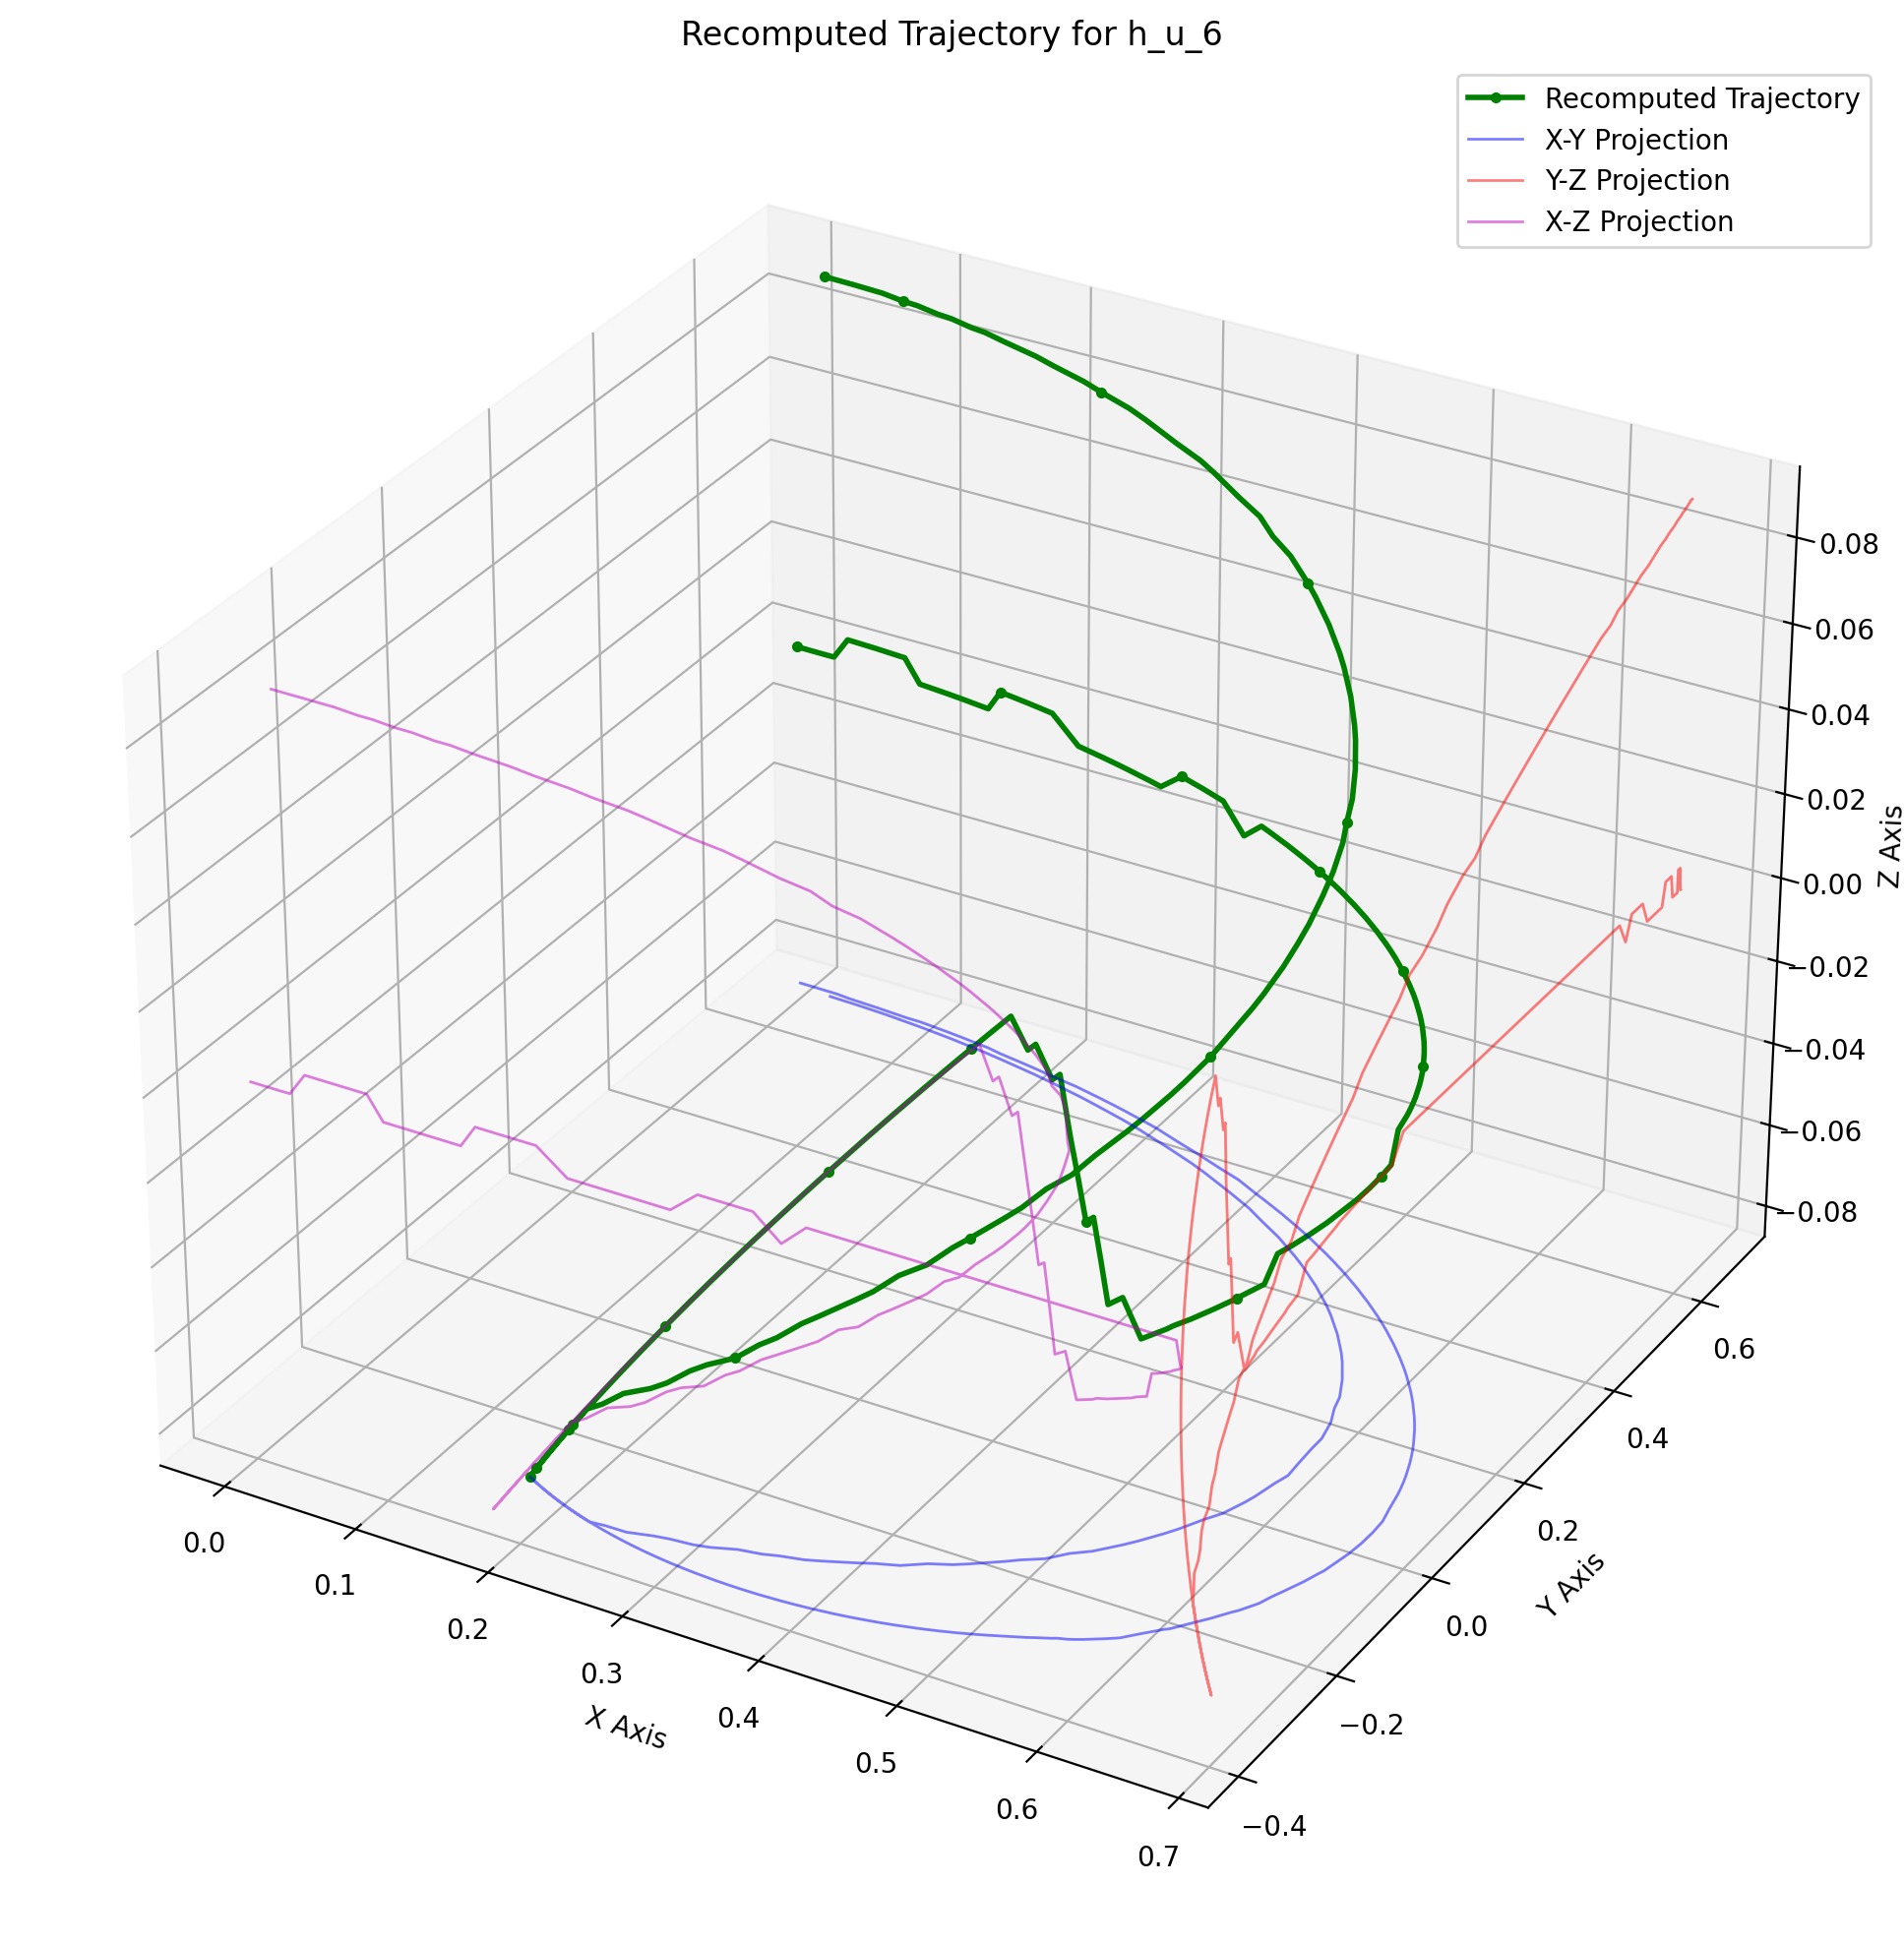 Recomputed Trajectory for h_u_6
Recomputed Trajectory
X-Y Projection
Y-Z Projection
X-Z Projection
0.08
0.06
0.04
0.02
0.00
−0.02
−0.04
−0.06
−0.08
Z Axis
0.6
0.4
0.2
0.0
−0.2
−0.4
Y Axis
0.0
0.1
0.2
0.3
0.4
0.5
0.6
0.7
X Axis